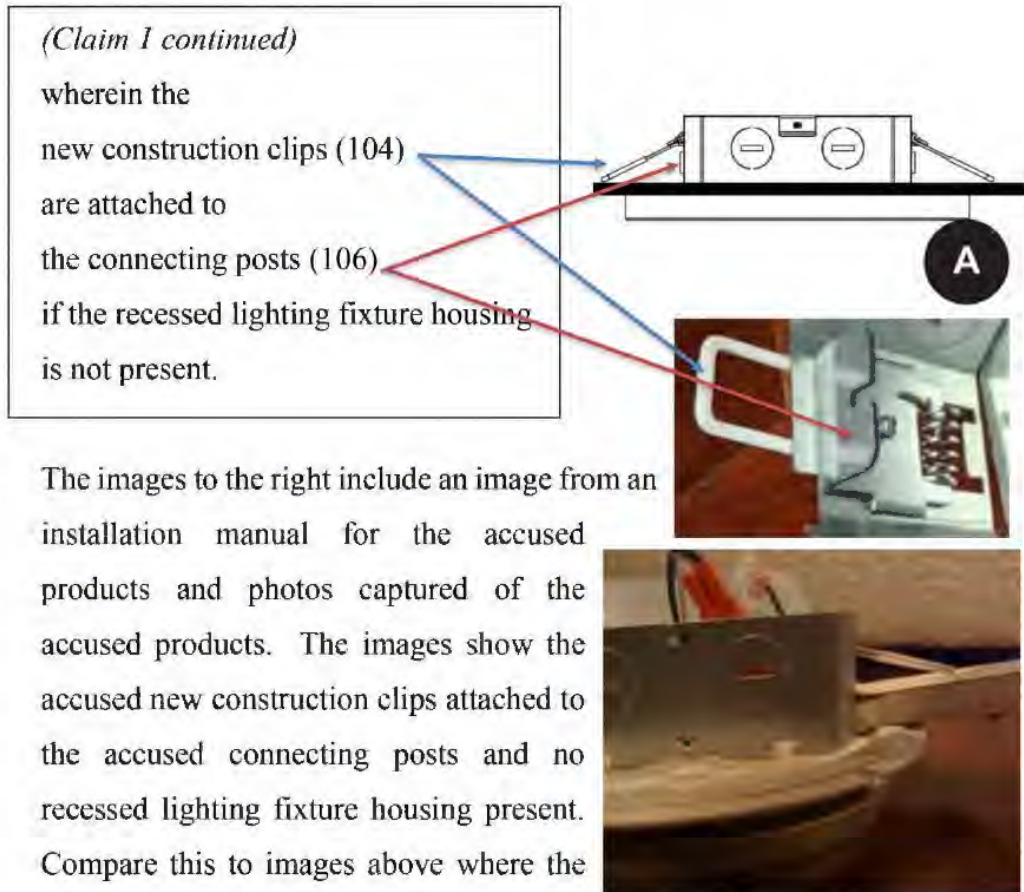 (Claim 1 continued)
wherein the
new construction clips (104)
are attached to
the connecting posts (106)
if the recessed lighting fixture housing
is not present.
A
The images to the right include an image from an
installation manual for the accused
products and photos captured of the
accused products. The images show the
accused new construction clips attached to
the accused connecting posts and no
recessed lighting fixture housing present.
Compare this to images above where the